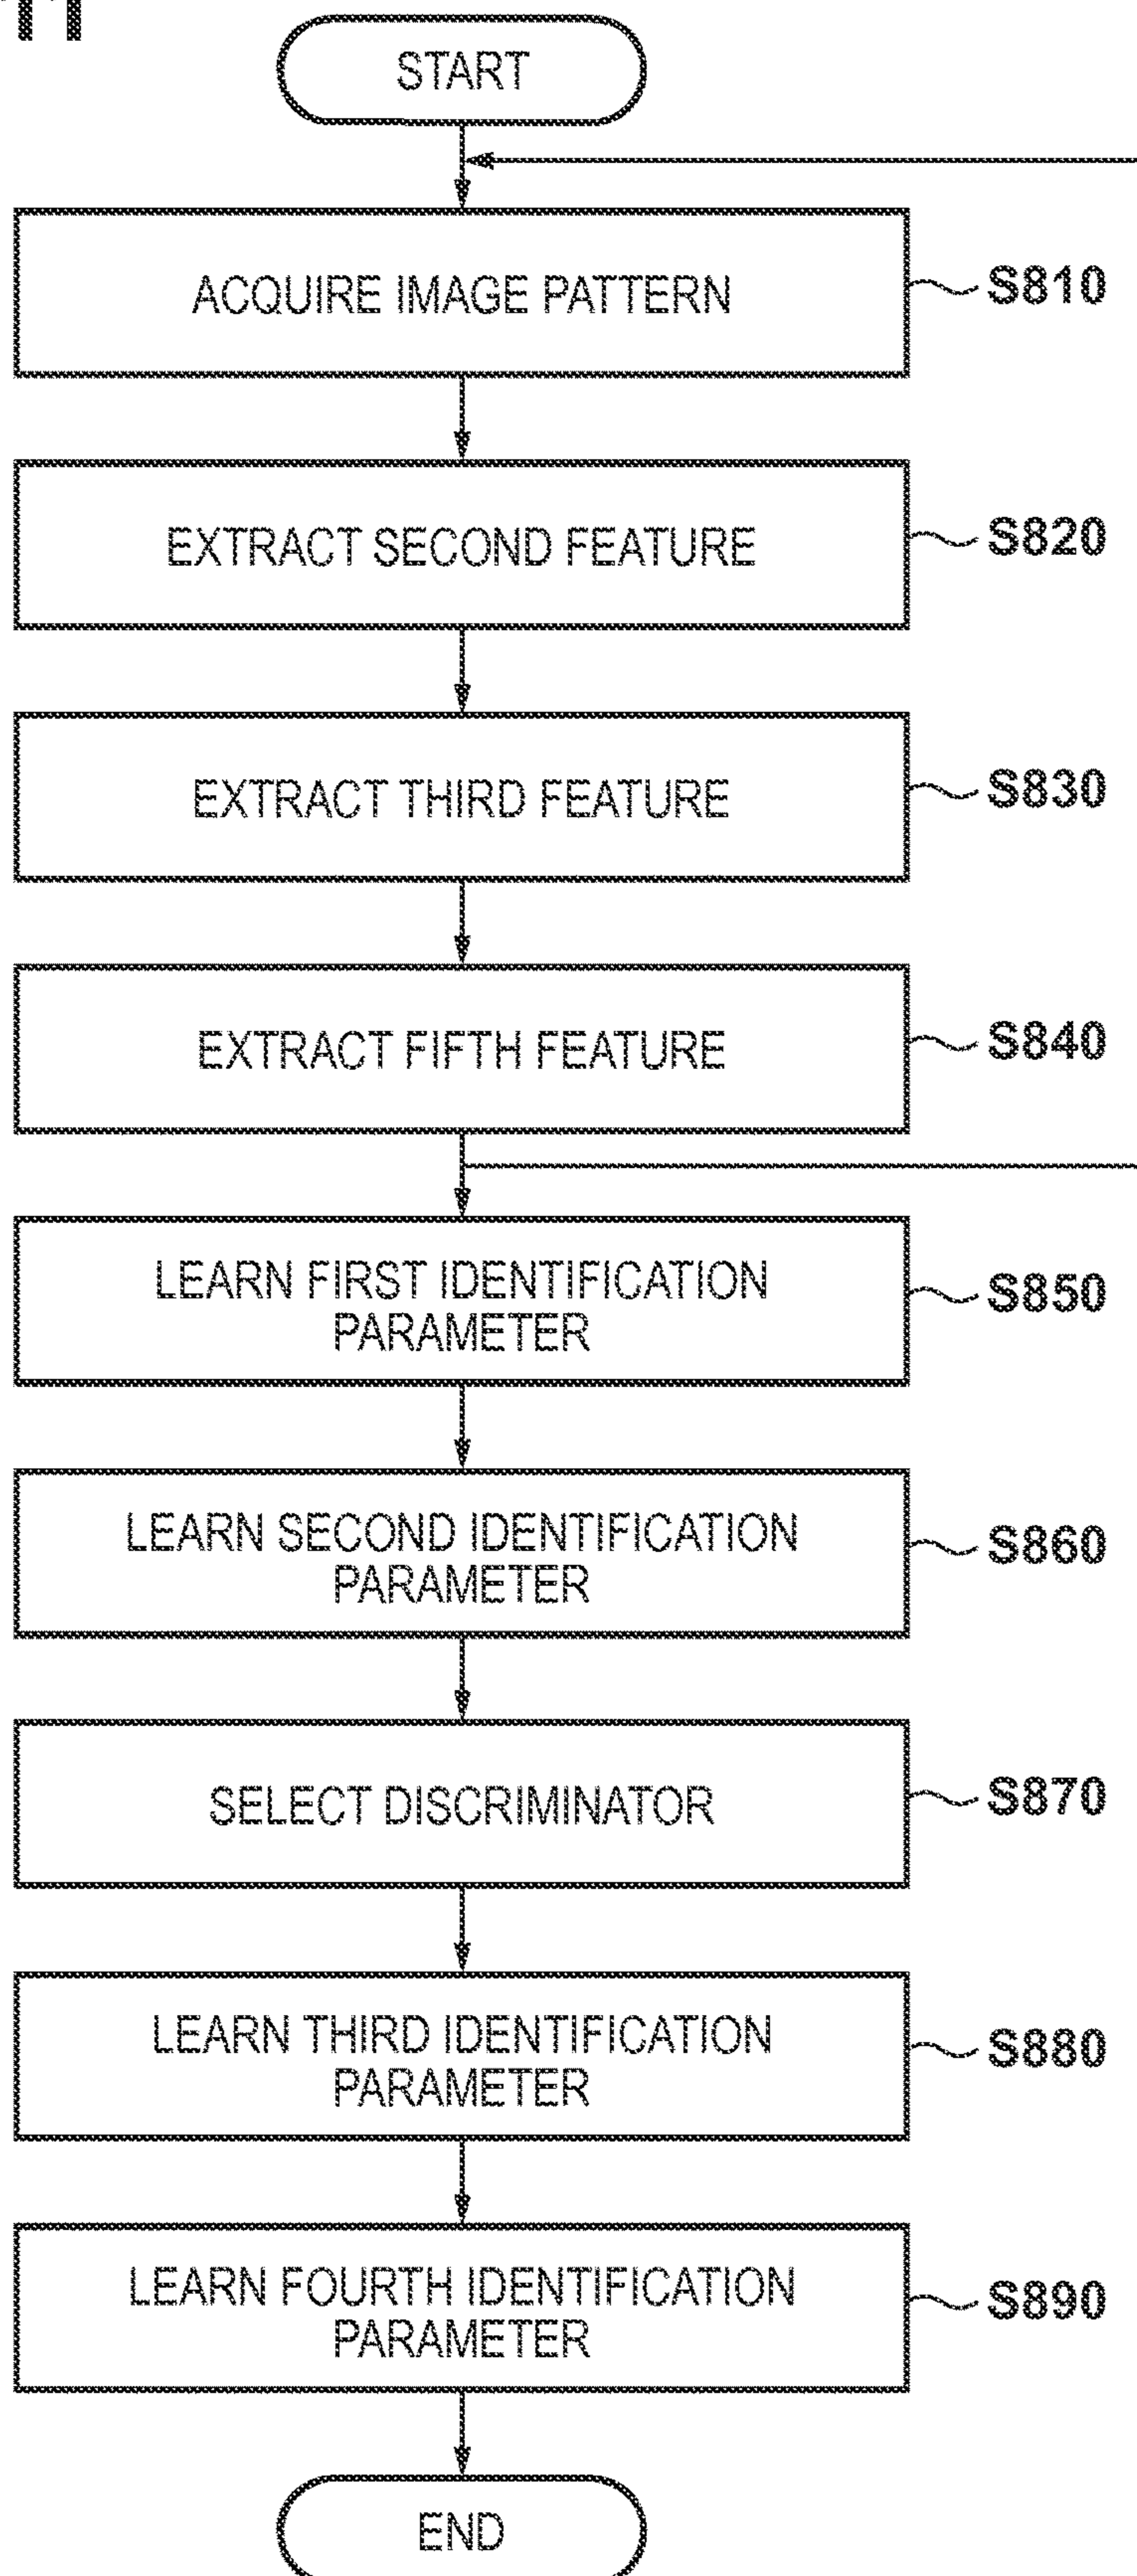 START
ACQUIRE IMAGE PATTERN
S810
EXTRACT SECOND FEATURE
S820
EXTRACT THIRD FEATURE
S830
EXTRACT FIFTH FEATURE
S840
LEARN FIRST IDENTIFICATION
PARAMETER
S850
LEARN SECOND IDENTIFICATION
PARAMETER
S860
SELECT DISCRIMINATOR
S870
LEARN THIRD IDENTIFICATION
PARAMETER
S880
LEARN FOURTH IDENTIFICATION
PARAMETER
S890
END